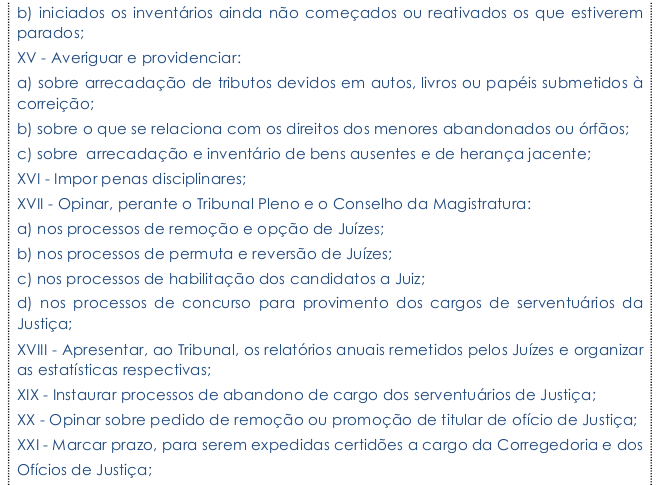 b) iniciados os inventários ainda não começados ou reativados os que estiverem
parados;
XV - Averiguar e providenciar:
a) sobre arrecadação de tributos devidos em autos, livros ou papéis submetidos à
correição;
b) sobre o que se relaciona com os direitos dos menores abandonados ou órfãos;
c) sobre arrecadação e inventário de bens ausentes e de herança jacente;
XVI - Impor penas disciplinares;
XVII - Opinar, perante o Tribunal Pleno e o Conselho da Magistratura:
a) nos processos de remoção e opção de Juízes;
b) nos processos de permuta e reversão de Juízes;
c) nos processos de habilitação dos candidatos a Juiz;
d) nos processos de concurso para provimento dos cargos de serventuários da
Justiça;
XVIII - Apresentar, ao Tribunal, os relatórios anuais remetidos pelos Juízes e organizar
as estatísticas respectivas;
XIX - Instaurar processos de abandono de cargo dos serventuários de Justiça;
XX - Opinar sobre pedido de remoção ou promoção de titular de ofício de Justiça;
XXI - Marcar prazo, para serem expedidas certidões a cargo da Corregedoria e dos
Ofícios de Justiça;